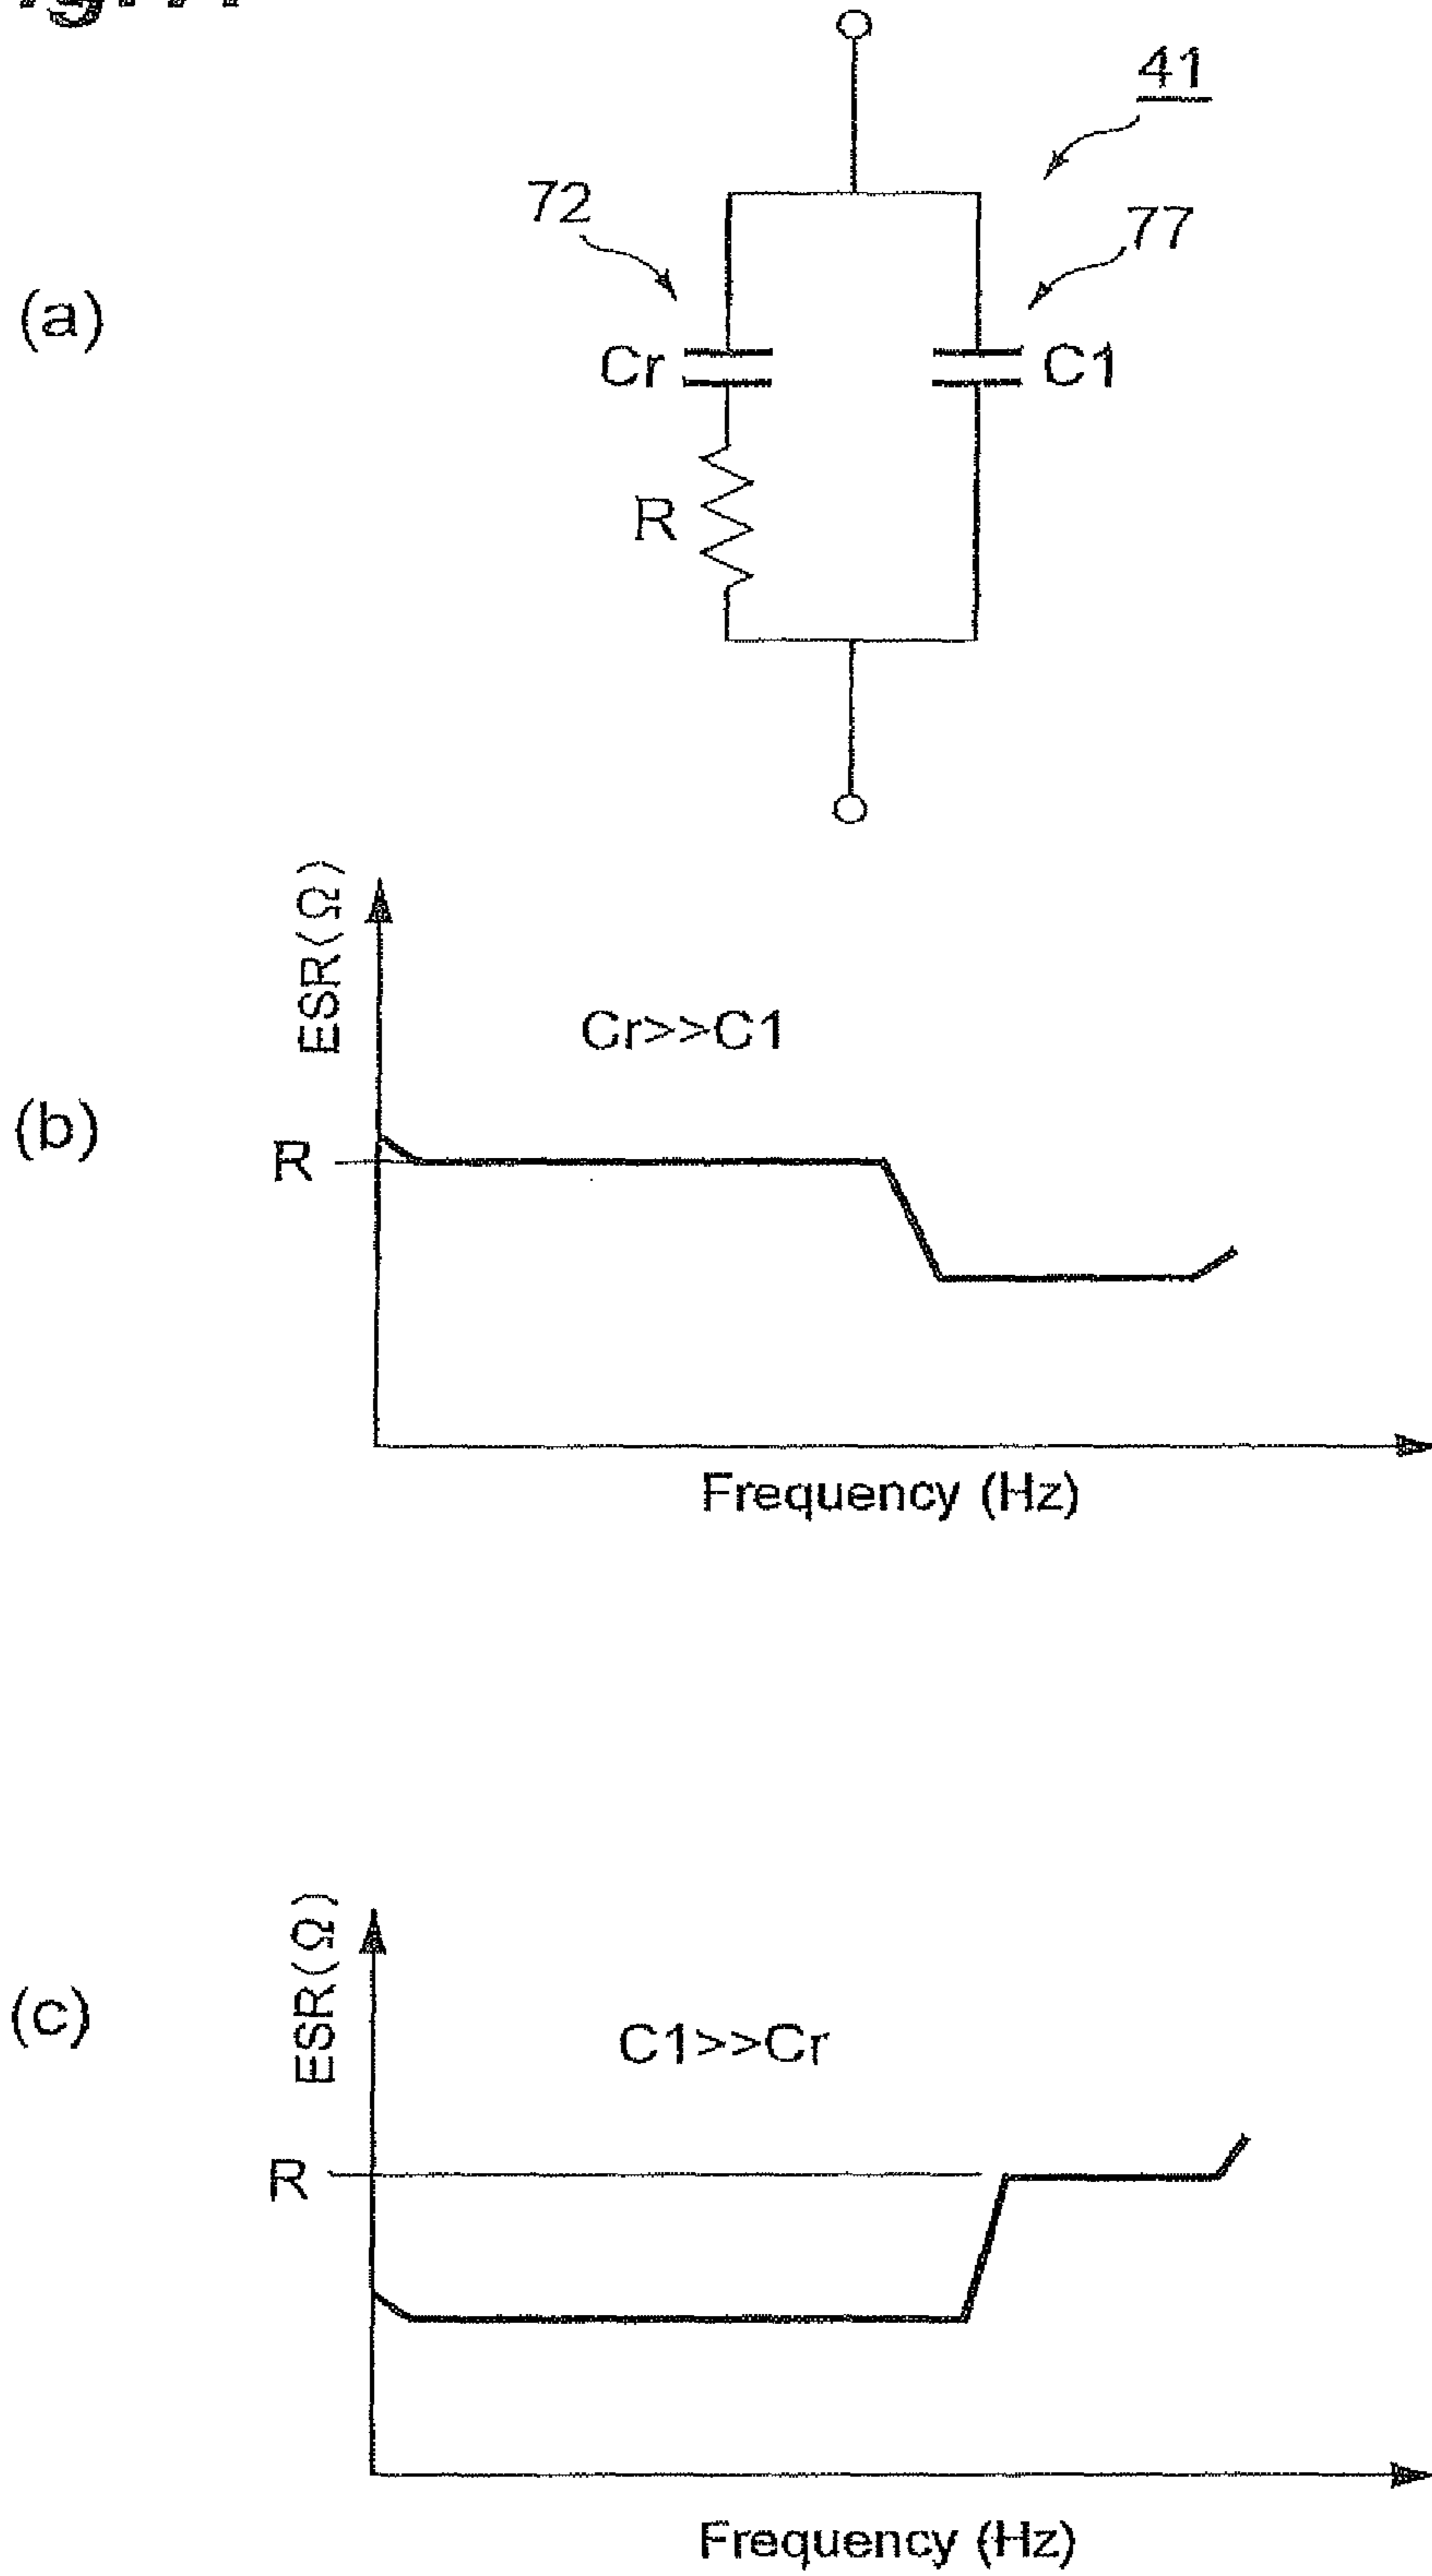 41
72
77
(a)
Cr
C1
R
ESR(Ω)
Cr>>C1
(b)
R
Frequency (Hz)
ESR(Ω)
(c)
C1>>Cr
R
Frequency (Hz)